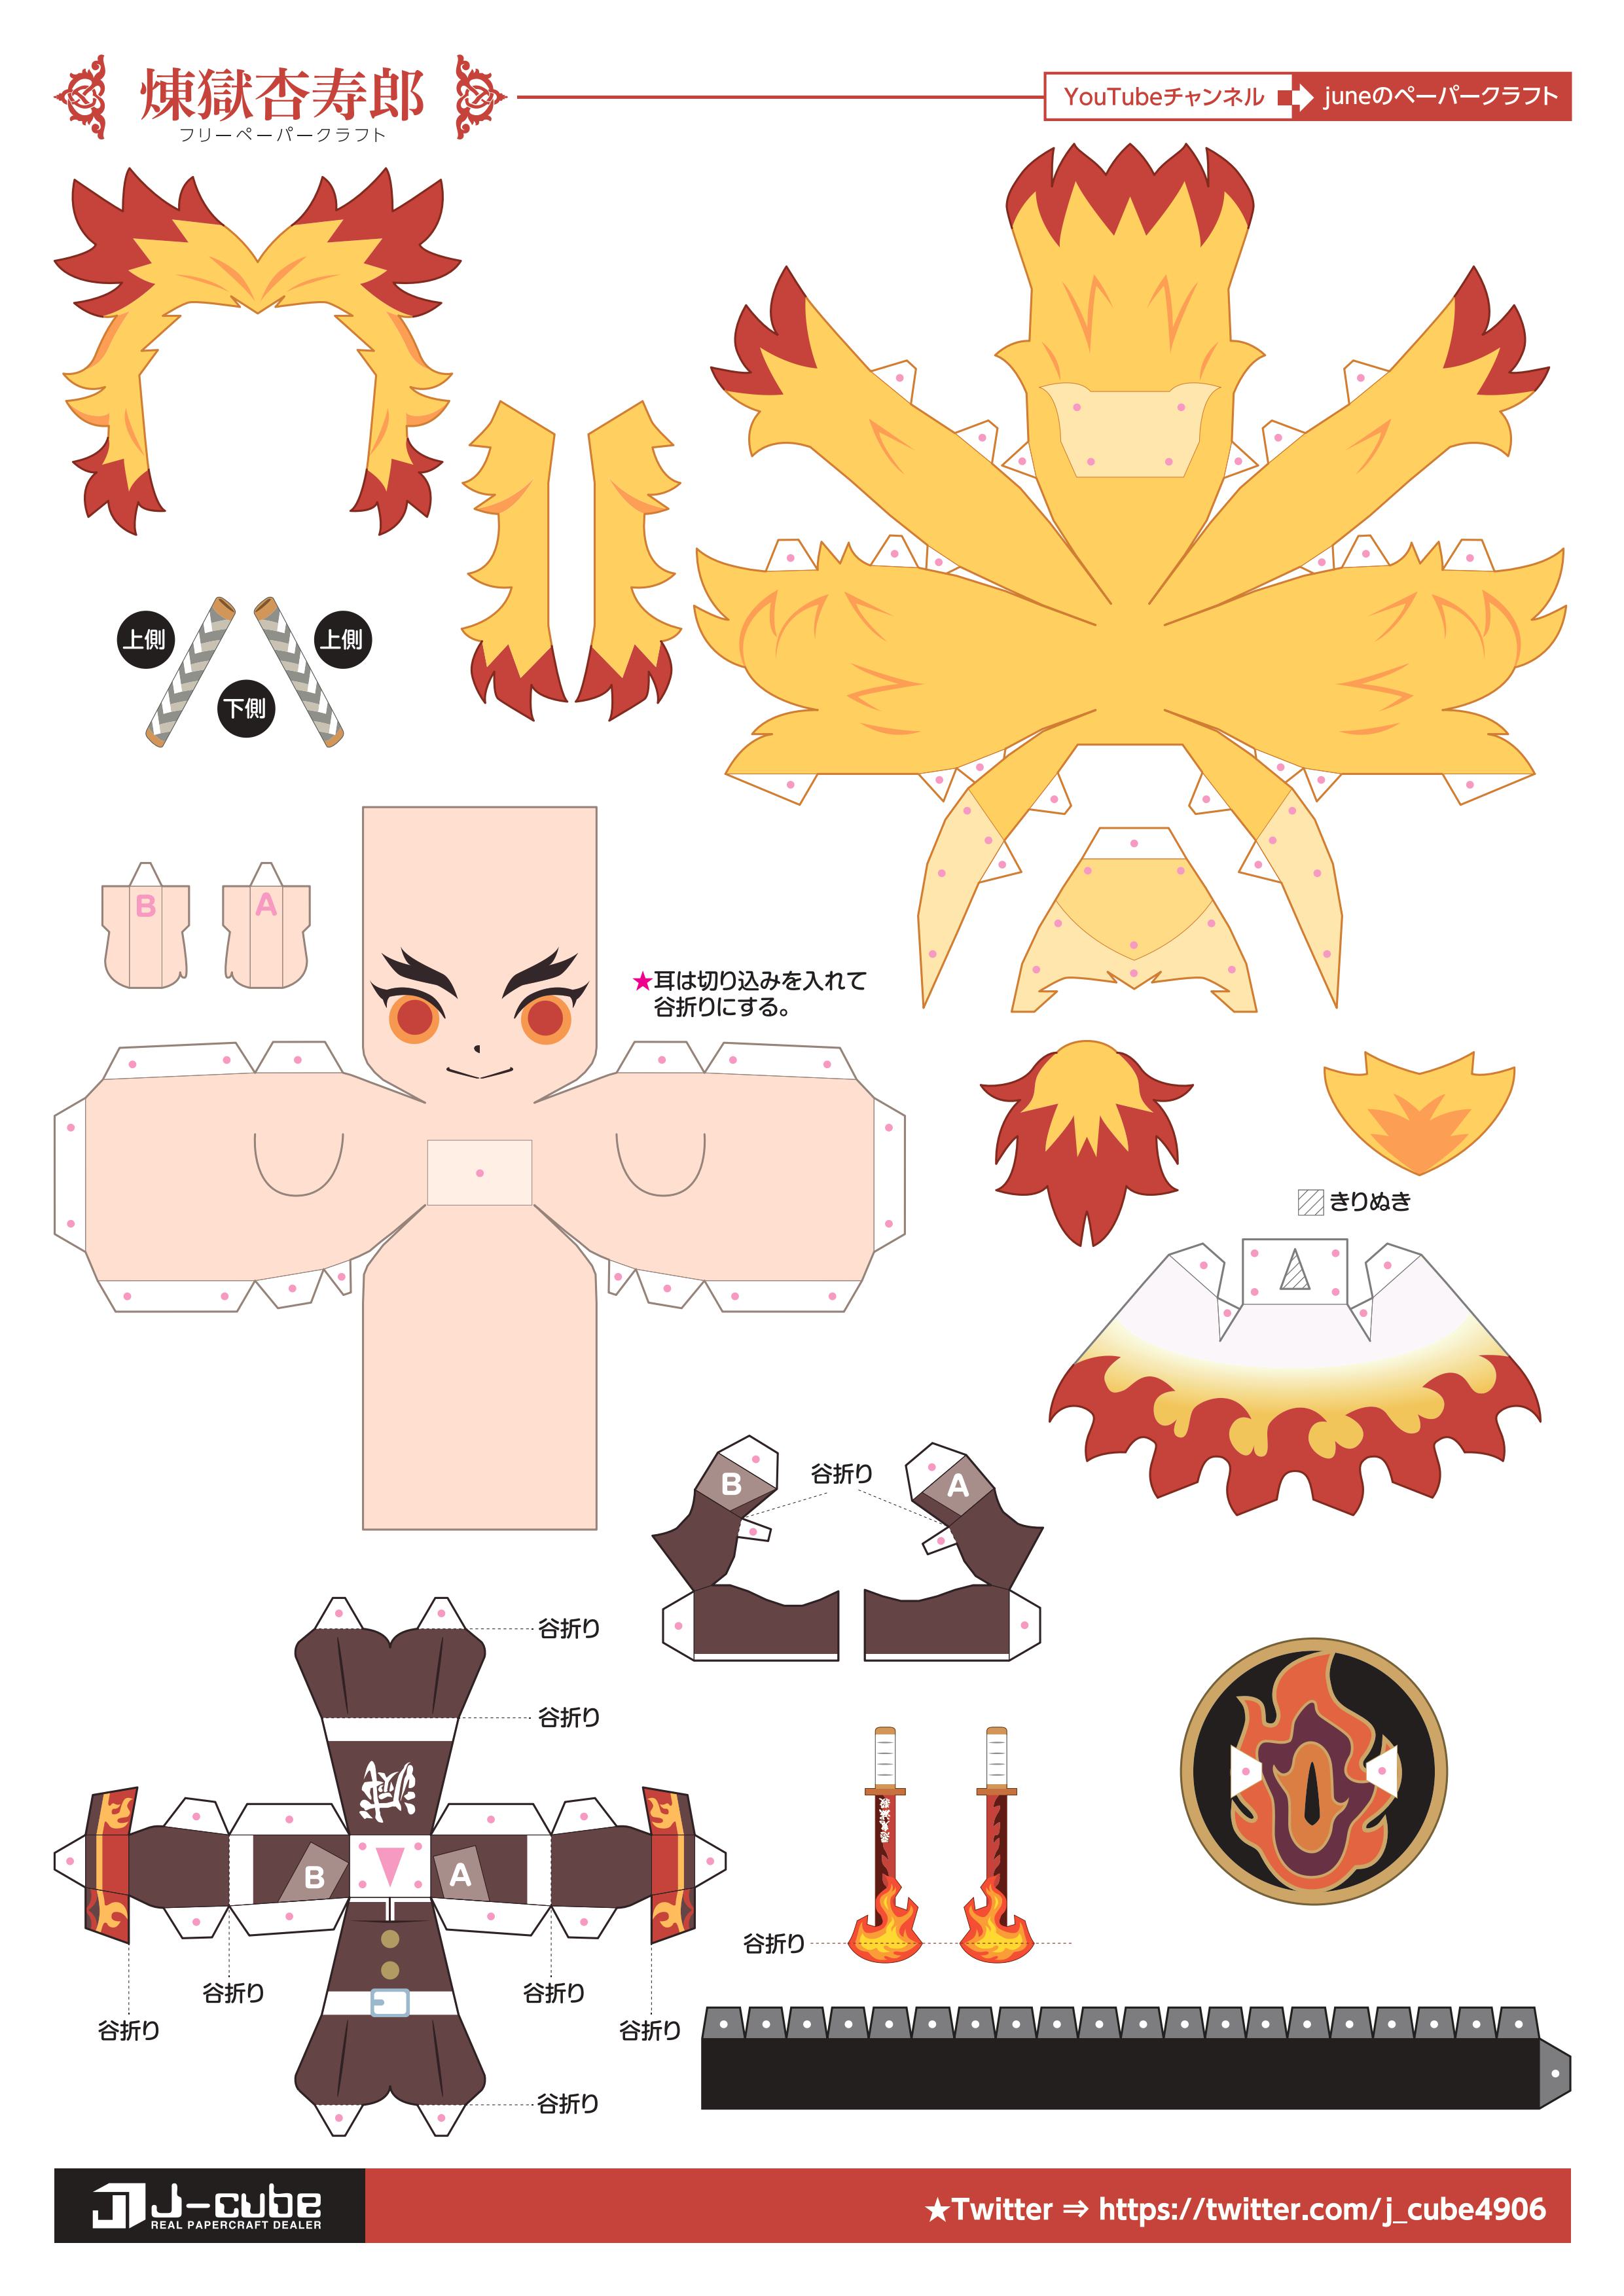 煉獄杏寿郎
フリーペーパークラフト
YouTubeチャンネル
juneのペーパークラフト
上側
上側
下側
B
A
★耳は切り込みを入れて
谷折りにする。
きりぬき
B
谷折り
A
谷折り
谷折り
滅
B
A
悪鬼滅殺
谷折り
谷折り
谷折り
谷折り
谷折り
谷折り
J-cube
REAL PAPERCRAFT DEALER
★Twitter ⇒ https://twitter.com/j_cube4906